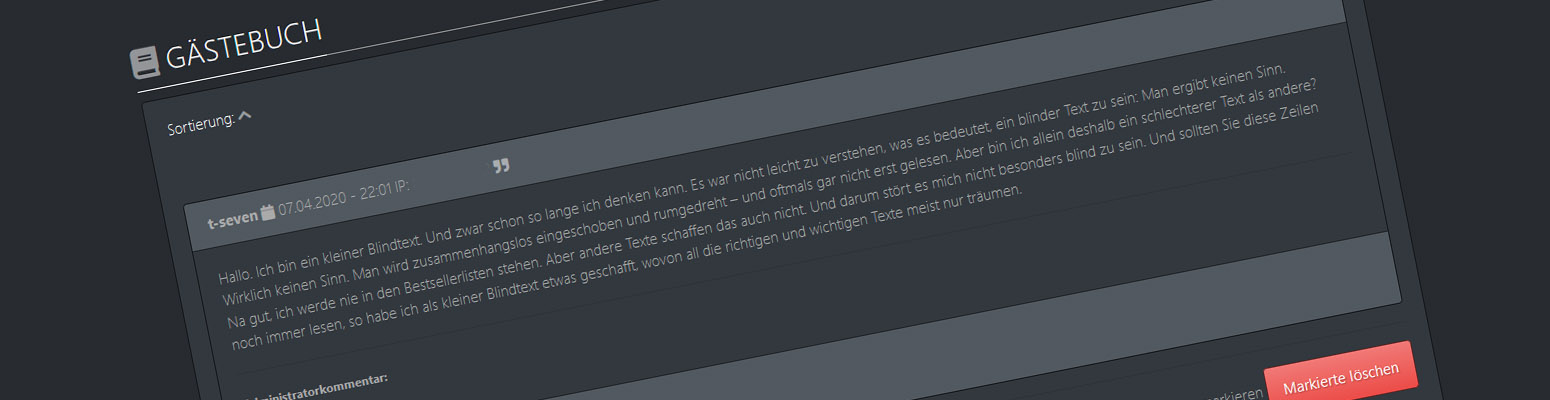 GÄSTEBUCH
Sortierung:
t-seven 07.04.2020 - 22:01 IP:
Hallo. Ich bin ein kleiner Blindtext. Und zwar schon so lange ich denken kann. Es war nicht leicht zu verstehen, was es bedeutet, ein blinder Text zu sein: Man ergibt keinen Sinn.
Wirklich keinen Sinn. Man wird zusammenhangslos eingeschoben und rumgedreht – und oftmals gar nicht erst gelesen. Aber bin ich allein deshalb ein schlechterer Text als andere?
Na gut, ich werde nie in den Bestsellerlisten stehen. Aber andere Texte schaffen das auch nicht. Und darum stört es mich nicht besonders blind zu sein. Und sollten Sie diese Zeilen
noch immer lesen, so habe ich als kleiner Blindtext etwas geschafft, wovon all die richtigen und wichtigen Texte meist nur träumen.
Administratorkommentar:
Markierte löschen